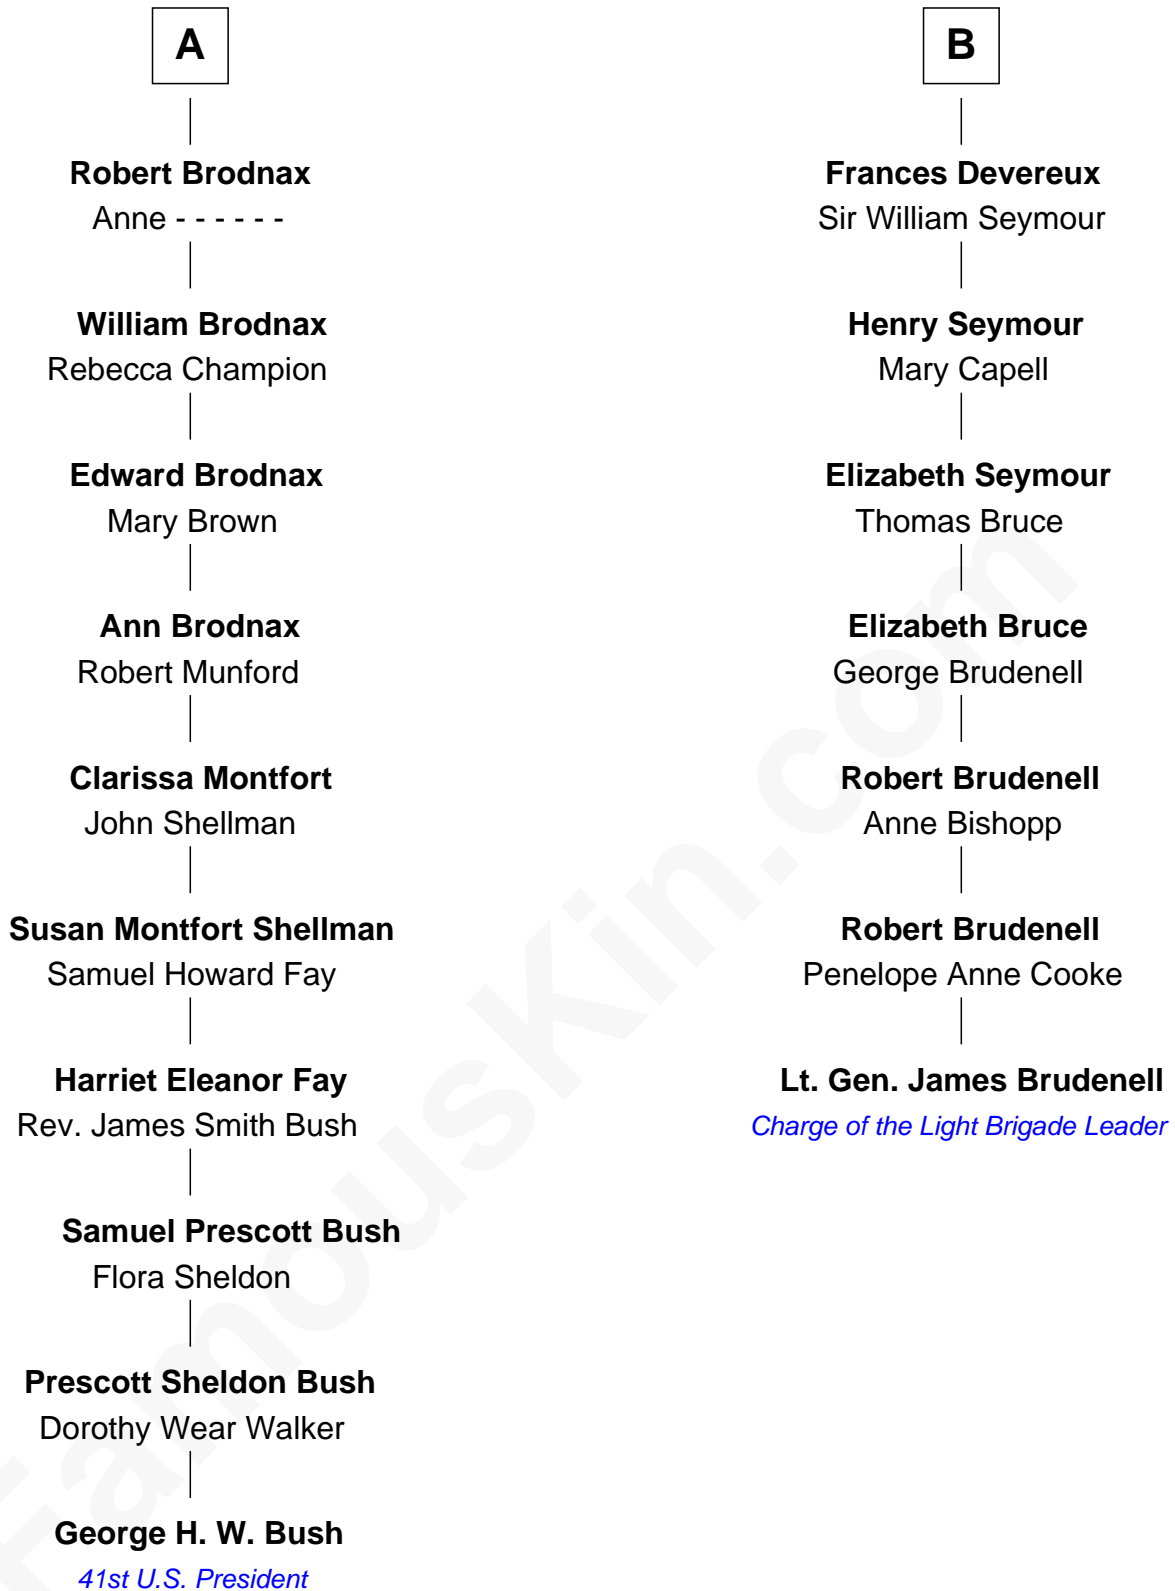 A
Robert Brodnax
Anne - - - - - -
William Brodnax
Rebecca Champion
Edward Brodnax
Mary Brown
Ann Brodnax
Robert Munford
Clarissa Montfort
John Shellman
Susan Montfort Shellman
Samuel Howard Fay
Harriet Eleanor Fay
Rev. James Smith Bush
Samuel Prescott Bush
Flora Sheldon
Prescott Sheldon Bush
Dorothy Wear Walker
George H. W. Bush
41st U.S. President
B
Frances Devereux
Sir William Seymour
Henry Seymour
Mary Capell
Elizabeth Seymour
Thomas Bruce
Elizabeth Bruce
George Brudenell
Robert Brudenell
Anne Bishopp
Robert Brudenell
Penelope Anne Cooke
Lt. Gen. James Brudenell
Charge of the Light Brigade Leader
FamousKin.com